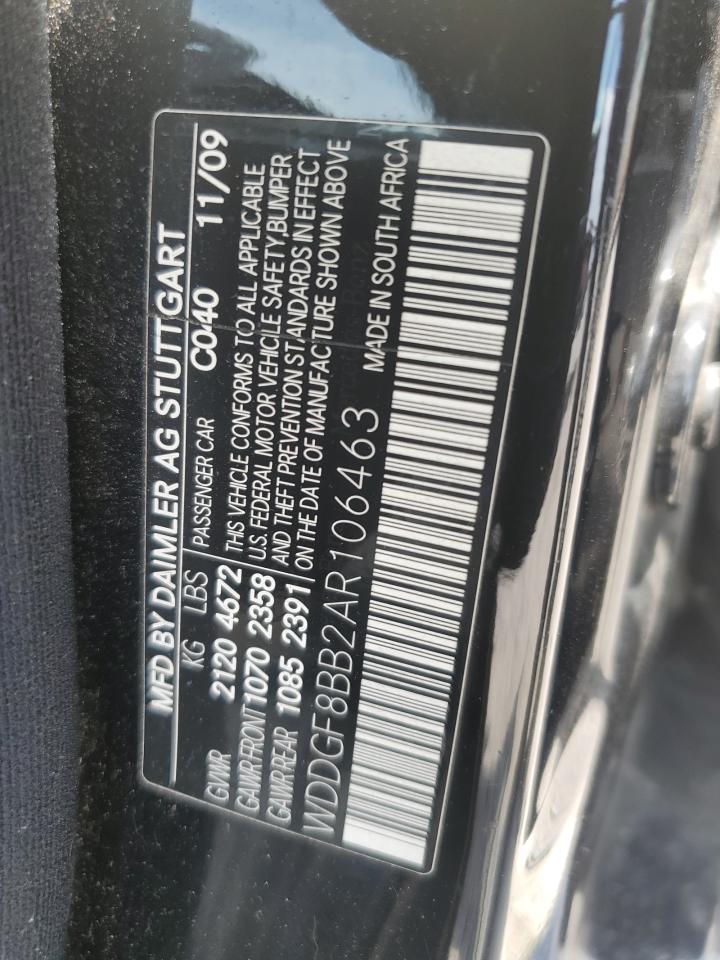 MFD BY DAIMLER AG STUTTGART
KG LBS PASSENGER CAR CO40 11/09
GVWR 2120 4672 THIS VEHICLE CONFORMS TO ALL APPLICABLE
U.S. FEDERAL MOTOR VEHICLE SAFETY,BUMPER
GAWR FRONT 1070 2358 AND THEFT PREVENTION STANDARDS IN EFFECT
GAWR REAR 1085 2391 ON THE DATE OF MANUFACTURE SHOWN ABOVE
WDDGF8BB2AR106463 MADE IN SOUTH AFRICA